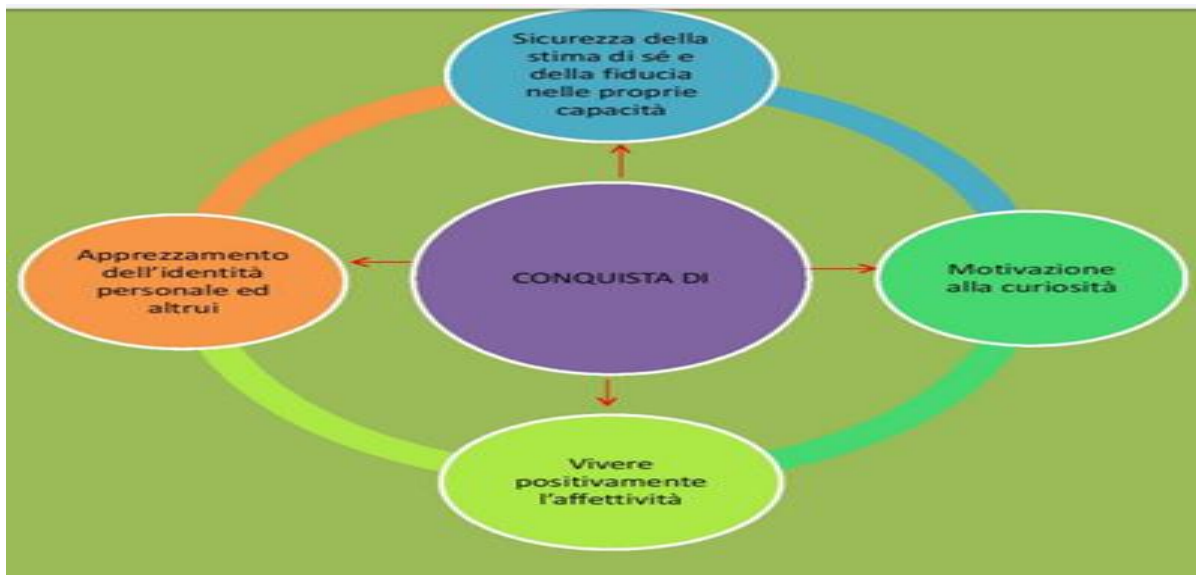 Sicurezza della
stima di sé e
della fiducia
nelle proprie
capacità
Apprezzamento
dell'identità
personale ed
altrui
CONQUISTA DI
Motivazione
alla curiosità
Vivere
positivamente
l'affettività